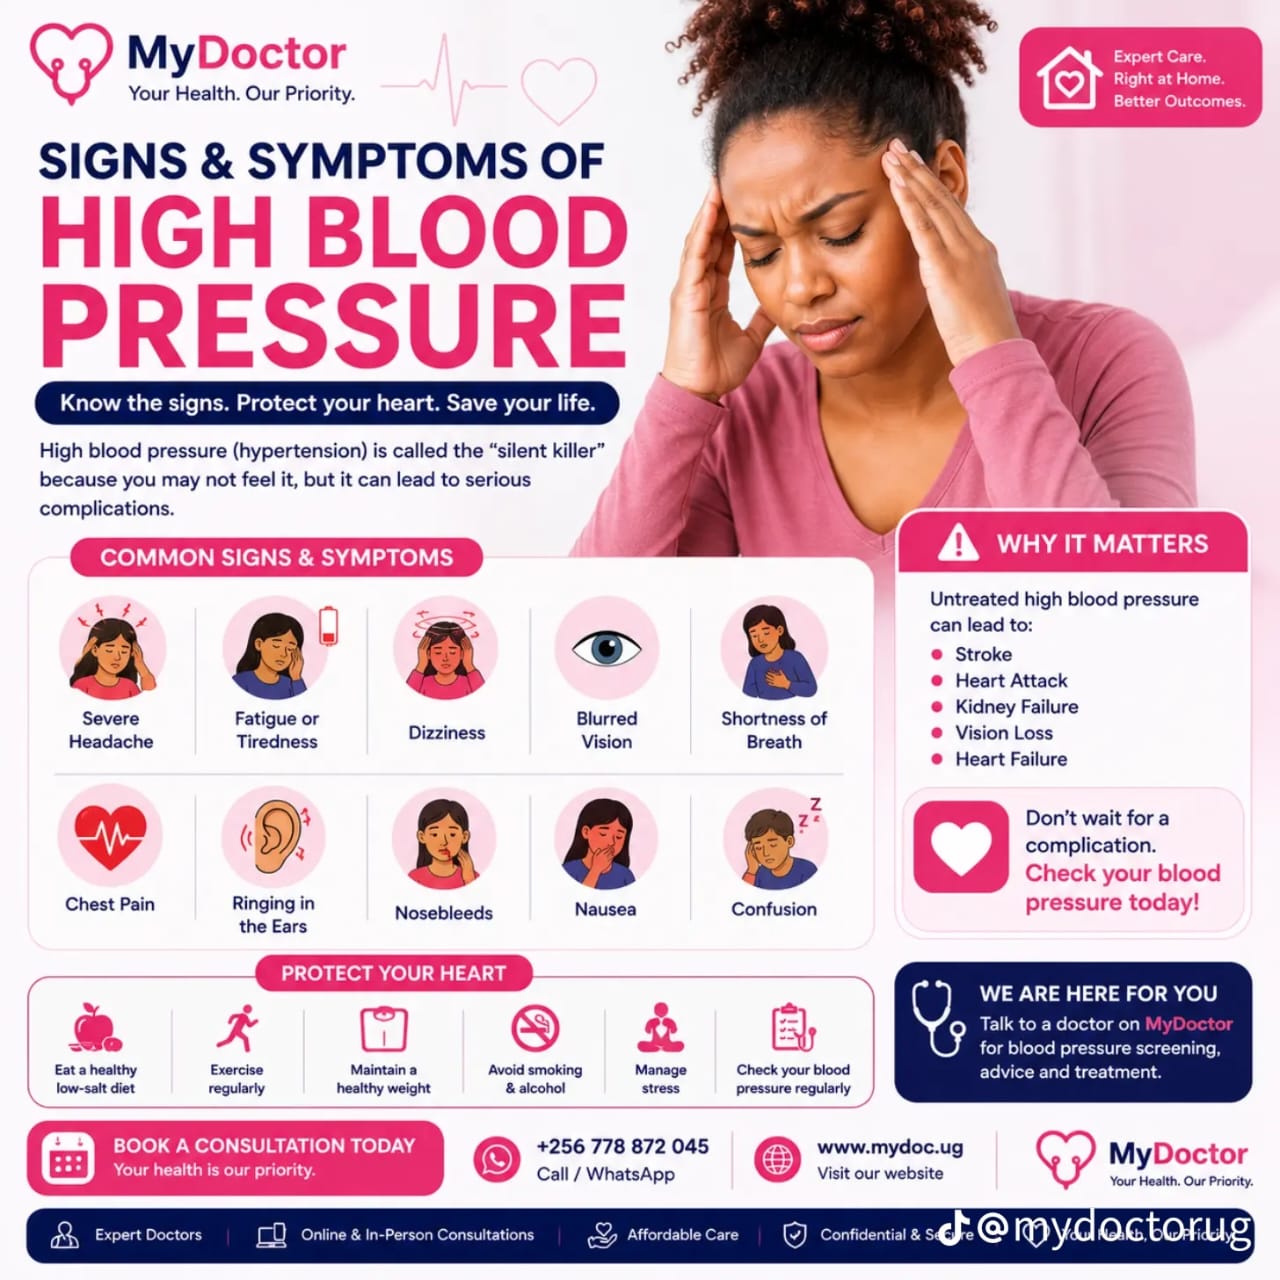 MyDoctor
Your Health. Our Priority.
Expert Care.
Right at Home.
Better Outcomes.
SIGNS & SYMPTOMS OF
HIGH BLOOD
PRESSURE
Know the signs. Protect your heart. Save your life.
High blood pressure (hypertension) is called the “silent killer”
because you may not feel it, but it can lead to serious
complications.
COMMON SIGNS & SYMPTOMS
Severe
Headache
Fatigue or
Tiredness
Dizziness
Blurred
Vision
Shortness of
Breath
Chest Pain
Ringing in
the Ears
Nosebleeds
Nausea
Z
Z
z
Confusion
WHY IT MATTERS
Untreated high blood pressure
can lead to:
Stroke
Heart Attack
Kidney Failure
Vision Loss
Heart Failure
Don’t wait for a
complication.
Check your blood
pressure today!
PROTECT YOUR HEART
Eat a healthy
low-salt diet
Exercise
regularly
Maintain a
healthy weight
Avoid smoking
& alcohol
Manage
stress
Check your blood
pressure regularly
WE ARE HERE FOR YOU
Talk to a doctor on MyDoctor
for blood pressure screening,
advice and treatment.
BOOK A CONSULTATION TODAY
Your health is our priority.
+256 778 872 045
Call / WhatsApp
www.mydoc.ug
Visit our website
MyDoctor
Your Health. Our Priority.
Expert Doctors
Online & In-Person Consultations
Affordable Care
Confidential & Secure
Your Health, Our Priority
@mydoctorug